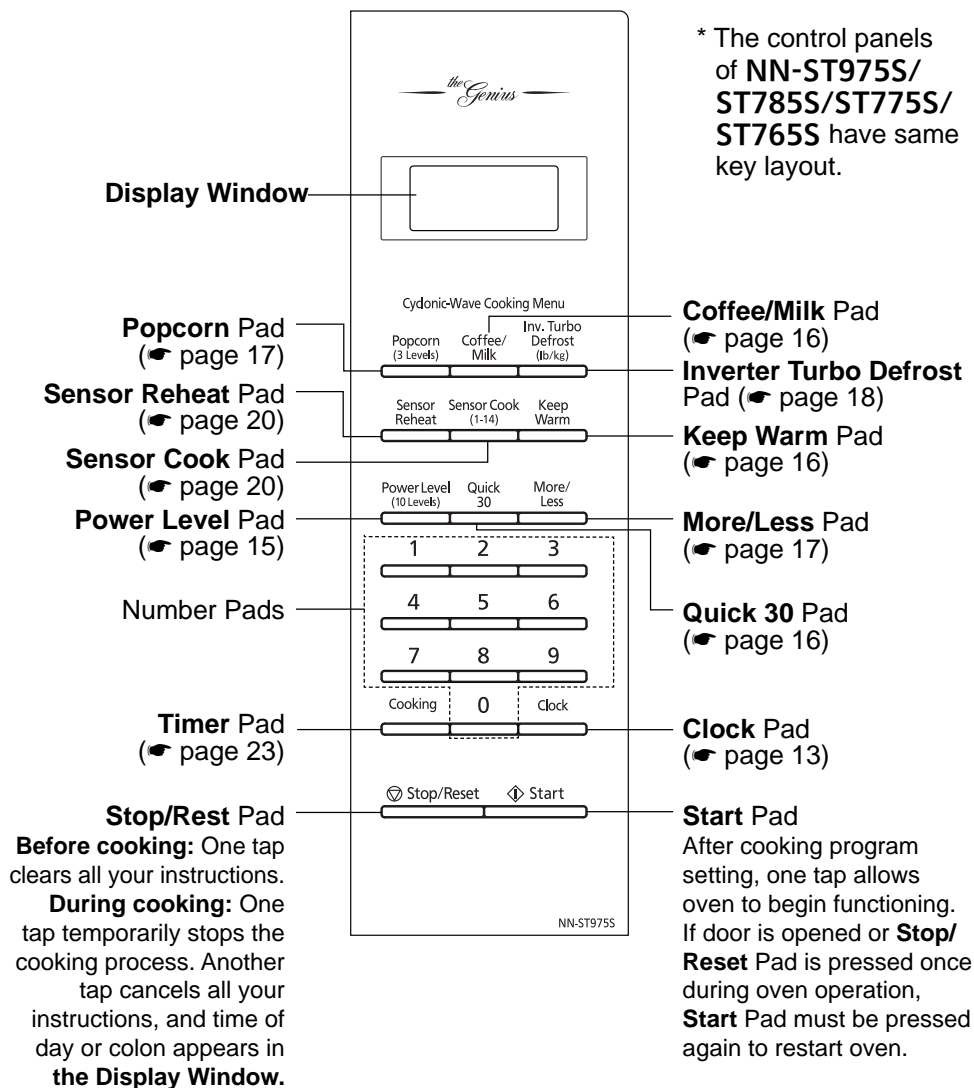 * The control panels
of NN-ST975S/
ST785S/ST775S/
ST765S have same
key layout.
the Genius
Display Window
Cyclonic-Wave Cooking Menu
Popcorn
(3 Levels)
Coffee/
Milk
Inv. Turbo
Defrost
(lb/kg)
Sensor
Reheat
Sensor Cook
(1-14)
Keep
Warm
Power Level
(10 Levels)
Quick
30
More/
Less
1 2 3
4 5 6
7 8 9
Cooking 0 Clock
Stop/Reset Start
NN-ST975S
Popcorn Pad
(☛ page 17)
Sensor Reheat Pad
(☛ page 20)
Sensor Cook Pad
(☛ page 20)
Power Level Pad
(☛ page 15)
Number Pads
Timer Pad
(☛ page 23)
Stop/Rest Pad
Before cooking: One tap
clears all your instructions.
During cooking: One
tap temporarily stops the
cooking process. Another
tap cancels all your
instructions, and time of
day or colon appears in
the Display Window.
Coffee/Milk Pad
(☛ page 16)
Inverter Turbo Defrost
Pad (☛ page 18)
Keep Warm Pad
(☛ page 16)
More/Less Pad
(☛ page 17)
Quick 30 Pad
(☛ page 16)
Clock Pad
(☛ page 13)
Start Pad
After cooking program
setting, one tap allows
oven to begin functioning.
If door is opened or Stop/
Reset Pad is pressed once
during oven operation,
Start Pad must be pressed
again to restart oven.